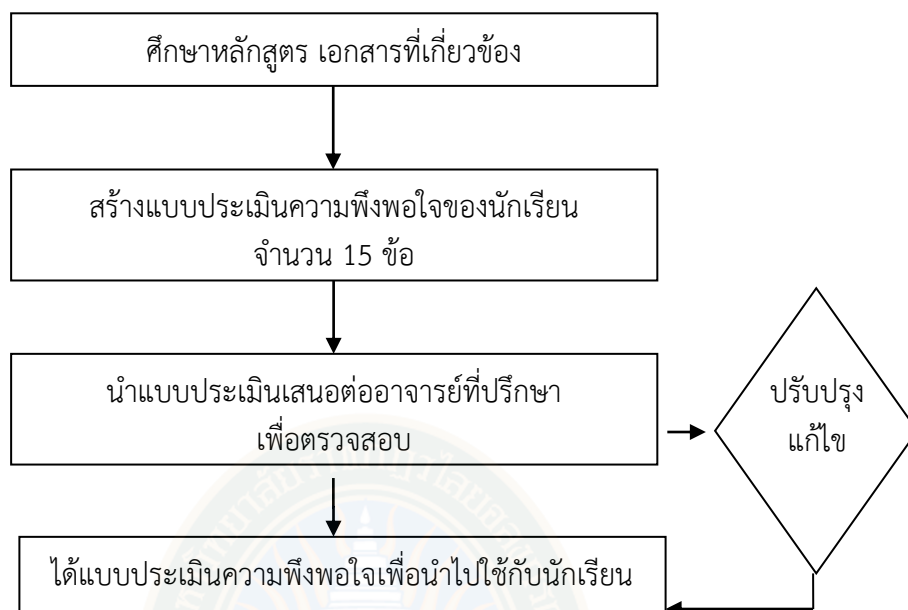 ศึกษาหลักสูตร เอกสารที่เกี่ยวข้อง
สร้างแบบประเมินความพึงพอใจของนักเรียน
จำนวน 15 ข้อ
นำแบบประเมินเสนอต่ออาจารย์ที่ปรึกษา
เพื่อตรวจสอบ
ปรับปรุง
แก้ไข
ได้แบบประเมินความพึงพอใจเพื่อนำไปใช้กับนักเรียน